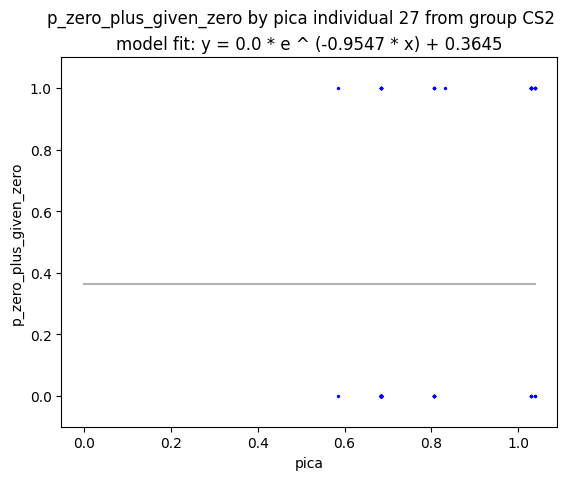 p_zero_plus_given_zero by pica individual 27 from group CS2
model fit: y = 0.0 * e ^ (-0.9547 * x) + 0.3645
1.0
0.8
0.6
0.4
0.2
0.0
p_zero_plus_given_zero
0.0 0.2 0.4 0.6 0.8 1.0
pica